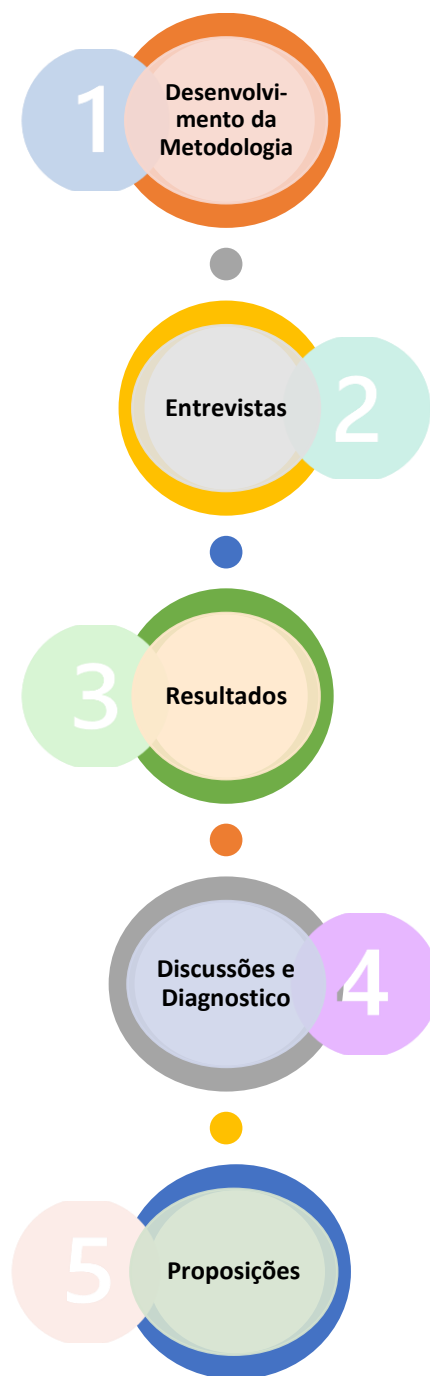 1
Desenvolvi-
mento da
Metodologia
Entrevistas
2
3
Resultados
Discussões e
Diagnostico
4
5
Proposições